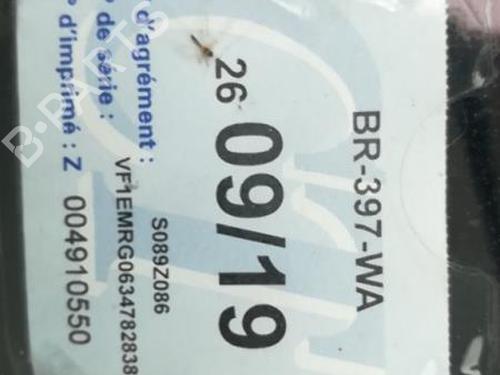 BR-397-WA
26 09/19
d'agrément : S089Z086
de série : VF1EMRG0634782838
d'imprimé : Z 004910550
B-PARTS